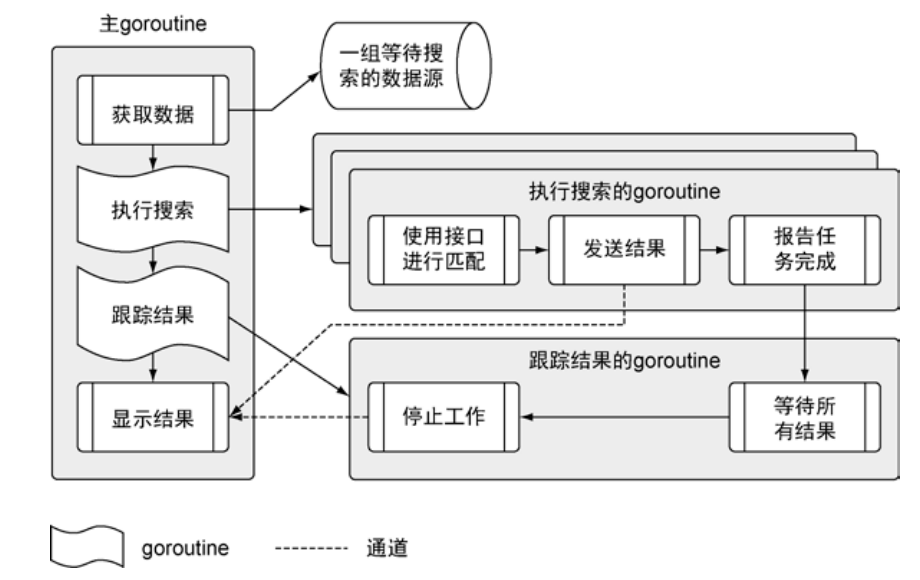 主goroutine
一组等待搜
索的数据源
获取数据
执行搜索
跟踪结果
显示结果
执行搜索的goroutine
使用接口
进行匹配
发送结果
报告任
务完成
跟踪结果的goroutine
停止工作
等待所
有结果
goroutine
通道